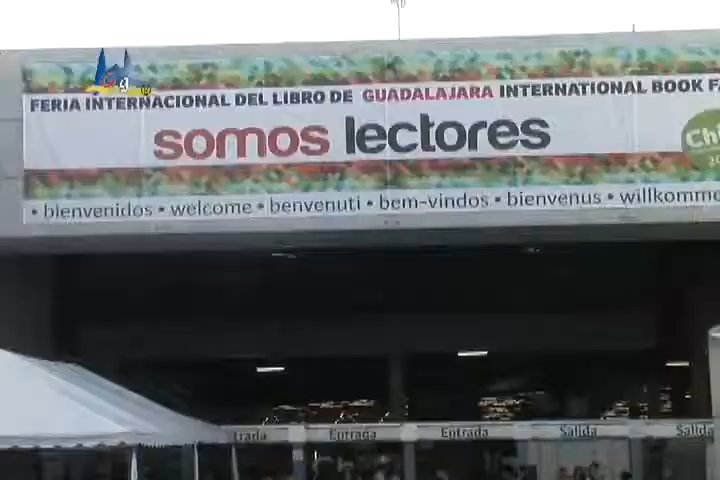 FERIA INTERNACIONAL DEL LIBRO DE GUADALAJARA INTERNATIONAL BOOK
somos lectores
• bienvenidos • welcome • benvenuti • bem-vindos • bienvenus • willkomme
Entrada Entrada Salida Salida